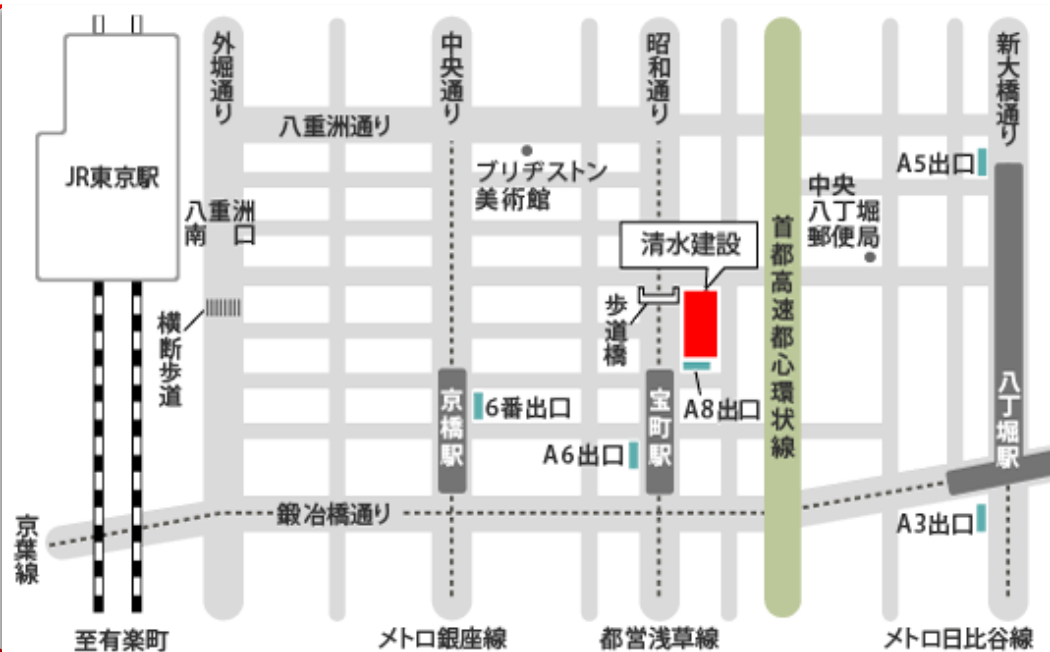 外堀通り
中央通り
昭和通り
新大橋通り
八重洲通り
JR東京駅
ブリヂストン
美術館
A5出口
中央
八丁堀
郵便局
八重洲
南口
清水建設
首都高速都心環状線
歩道橋
横断歩道
京橋駅
6番出口
宝町駅
A8出口
八丁堀駅
A6出口
鍛冶橋通り
A3出口
京葉線
至有楽町
メトロ銀座線
都営浅草線
メトロ日比谷線